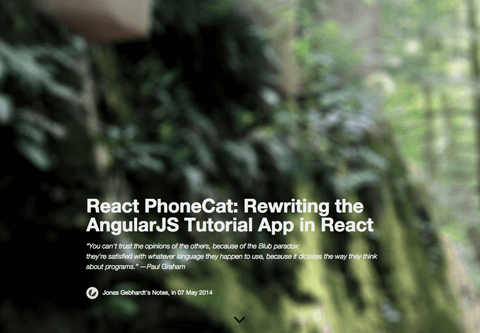 React PhoneCat: Rewriting the
AngularJS Tutorial App in React
"You can't trust the opinions of the others, because of the Blub paradox:
they're satisfied with whatever language they happen to use, because it dictates the way they think
about programs." —Paul Graham
Jonas Gebhardt's Notes, in 07 May 2014